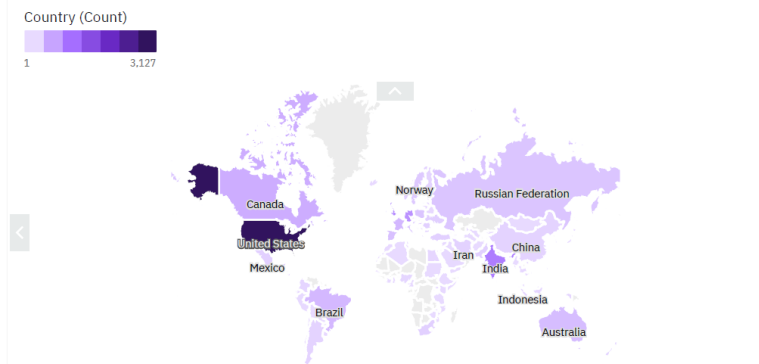 Country (Count)
1 3,127
Norway
Russian Federation
Canada
United States
China
Iran
Mexico
India
Indonesia
Brazil
Australia